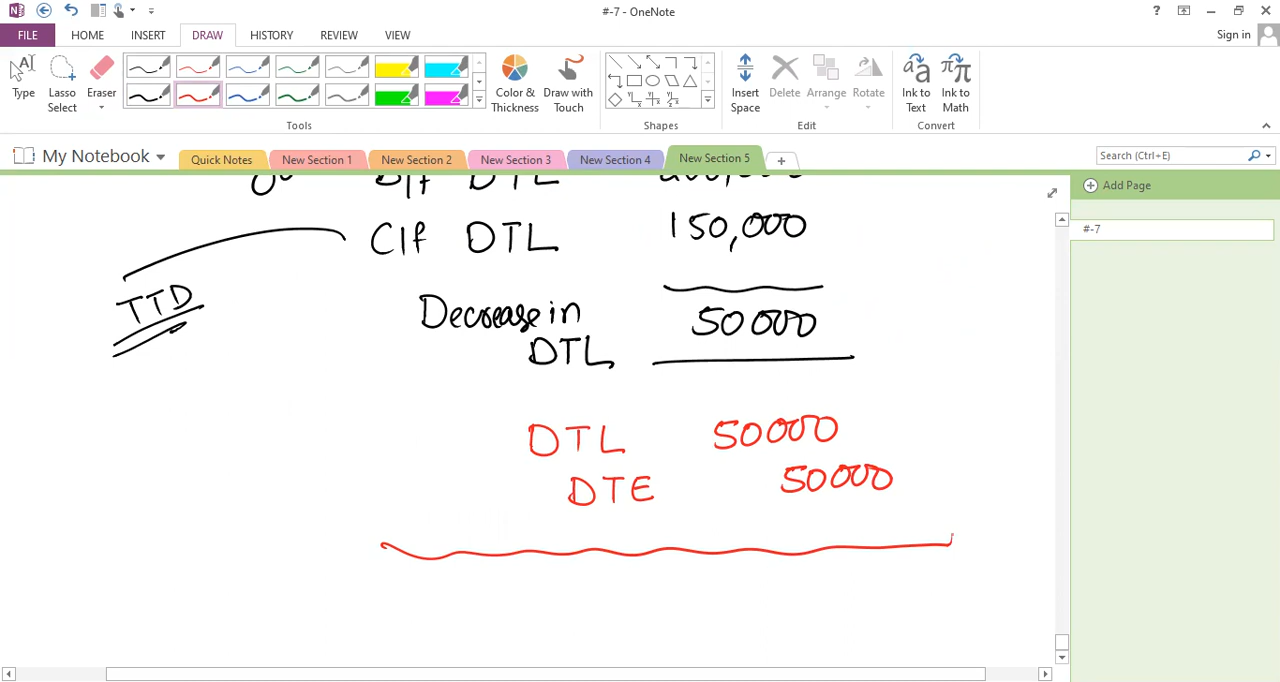 #-7 - OneNote
?
Sign in
FILE HOME INSERT DRAW HISTORY REVIEW VIEW
Type
Lasso Select
Eraser
Color & Thickness
Draw with Touch
Insert Space
Delete
Arrange
Rotate
Ink to Text
Ink to Math
Tools
Shapes
Edit
Convert
My Notebook
Quick Notes
New Section 1
New Section 2
New Section 3
New Section 4
New Section 5
Search (Ctrl+E)
Add Page
#-7
B/f DTL
C/f DTL 150,000
TTD
Decrease in 50000
DTL
DTL 50000
DTE 50000